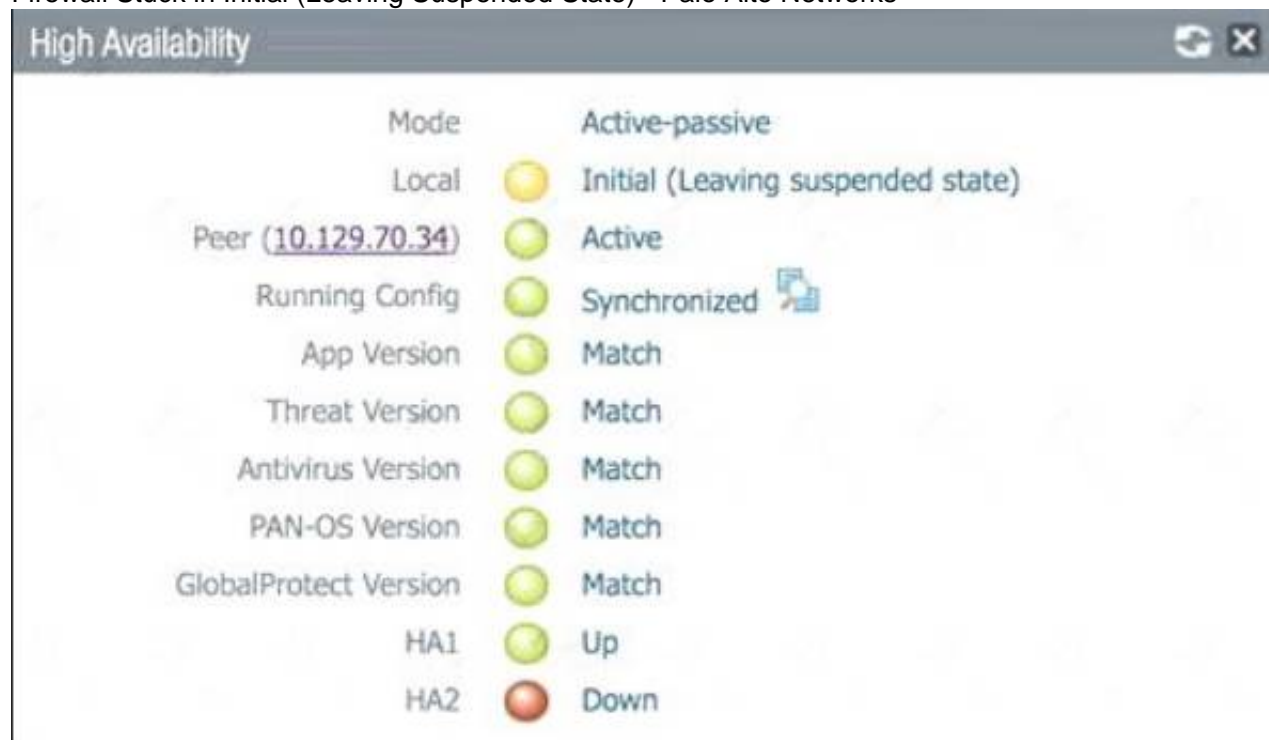 Firewall Stuck in Initial (Leaving Suspended State) - Palo Alto Networks
High Availability
Mode Active-passive
Local Initial (Leaving suspended state)
Peer (10.129.70.34) Active
Running Config Synchronized
App Version Match
Threat Version Match
Antivirus Version Match
PAN-OS Version Match
GlobalProtect Version Match
HA1 Up
HA2 Down